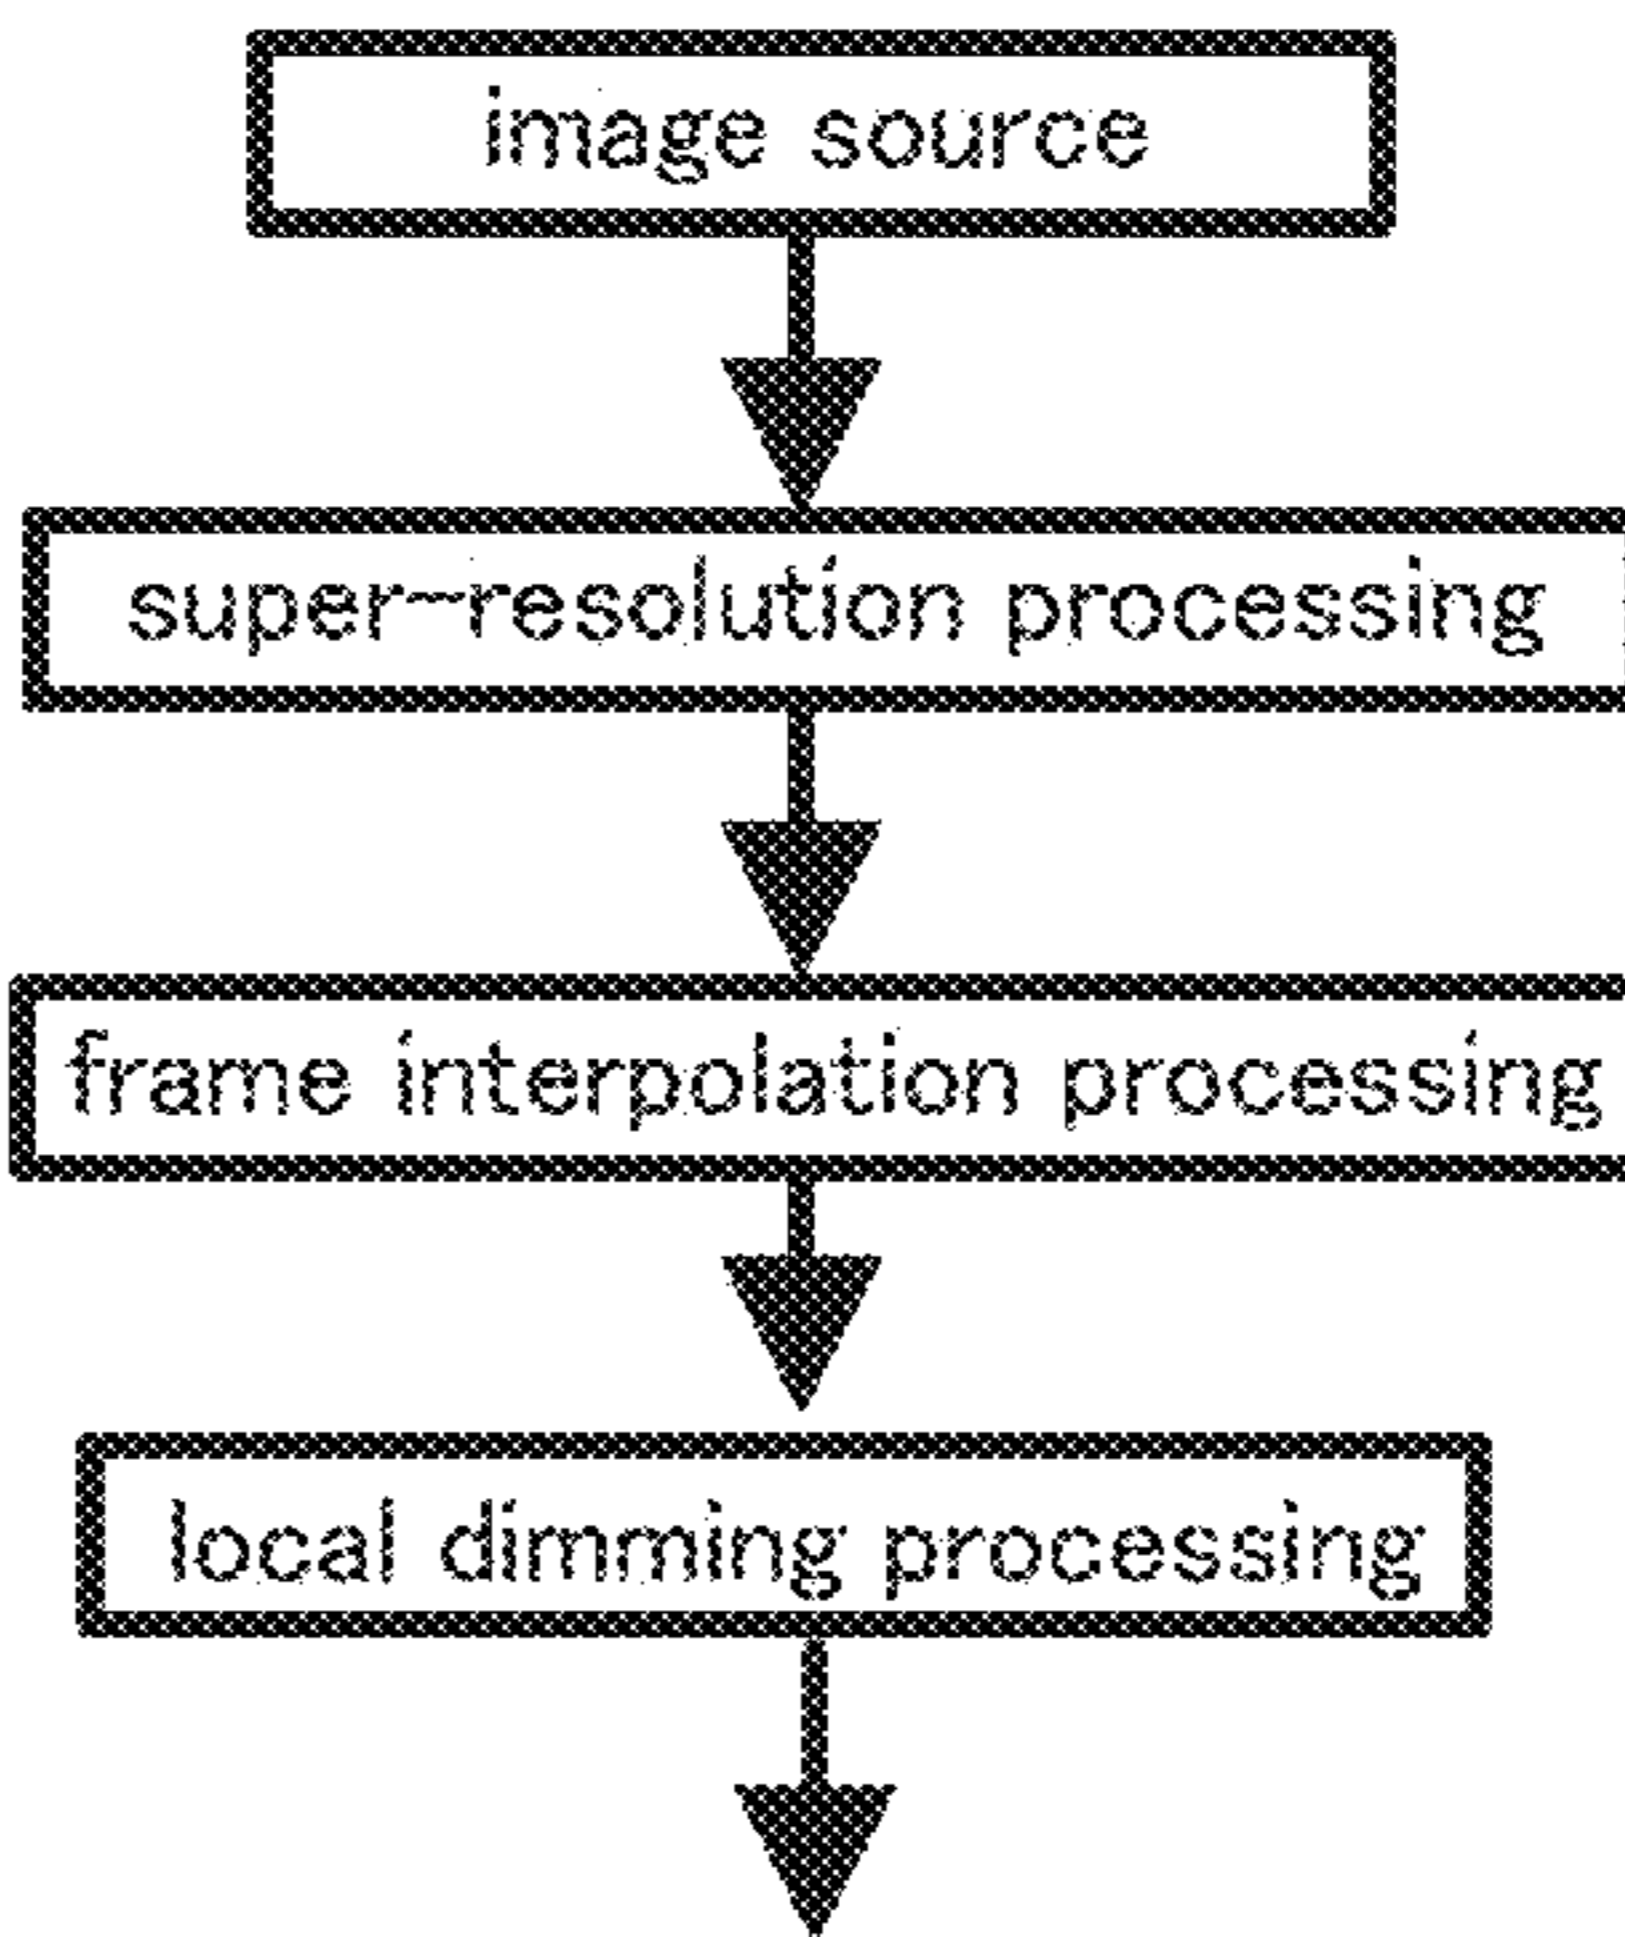 image source
super-resolution processing
frame interpolation processing
local dimming processing